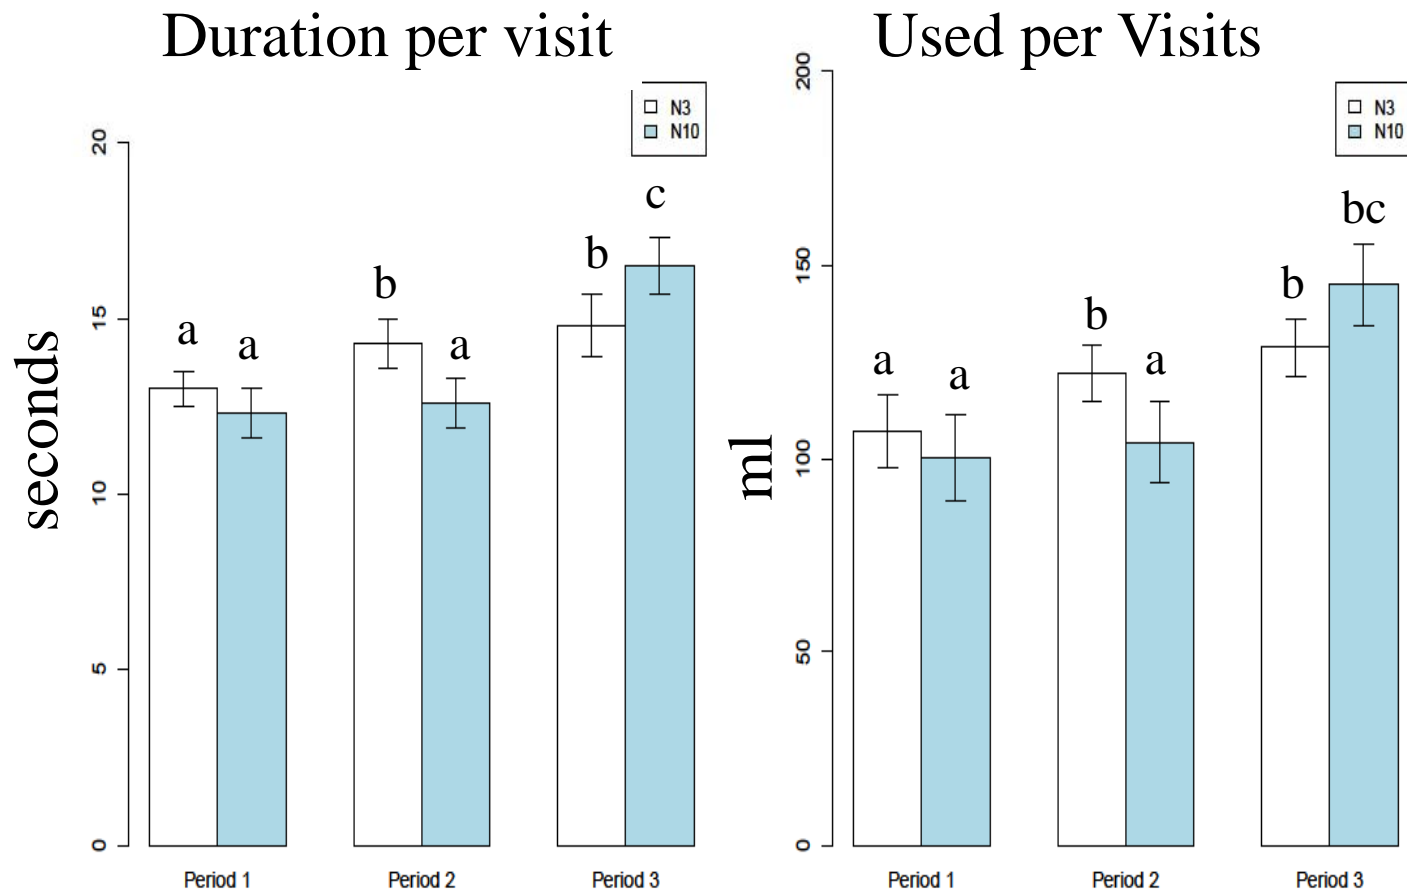 Duration per visit
seconds
20
15
10
5
0
N3
N10
a
a
b
a
b
c
Period 1
Period 2
Period 3
Used per Visits
ml
200
150
100
50
0
N3
N10
a
a
b
a
b
bc
Period 1
Period 2
Period 3